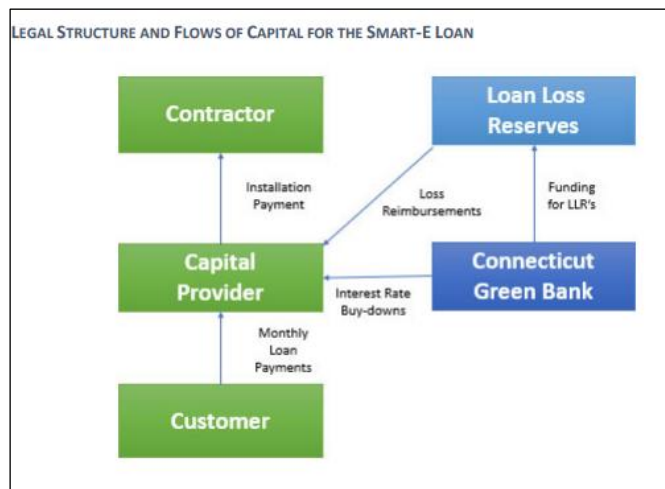 LEGAL STRUCTURE AND FLOWS OF CAPITAL FOR THE SMART-E LOAN
Contractor
Loan Loss
Reserves
Installation
Payment
Loss
Reimbursements
Funding
for LLR's
Capital
Provider
Interest Rate
Buy-downs
Connecticut
Green Bank
Monthly
Loan
Payments
Customer